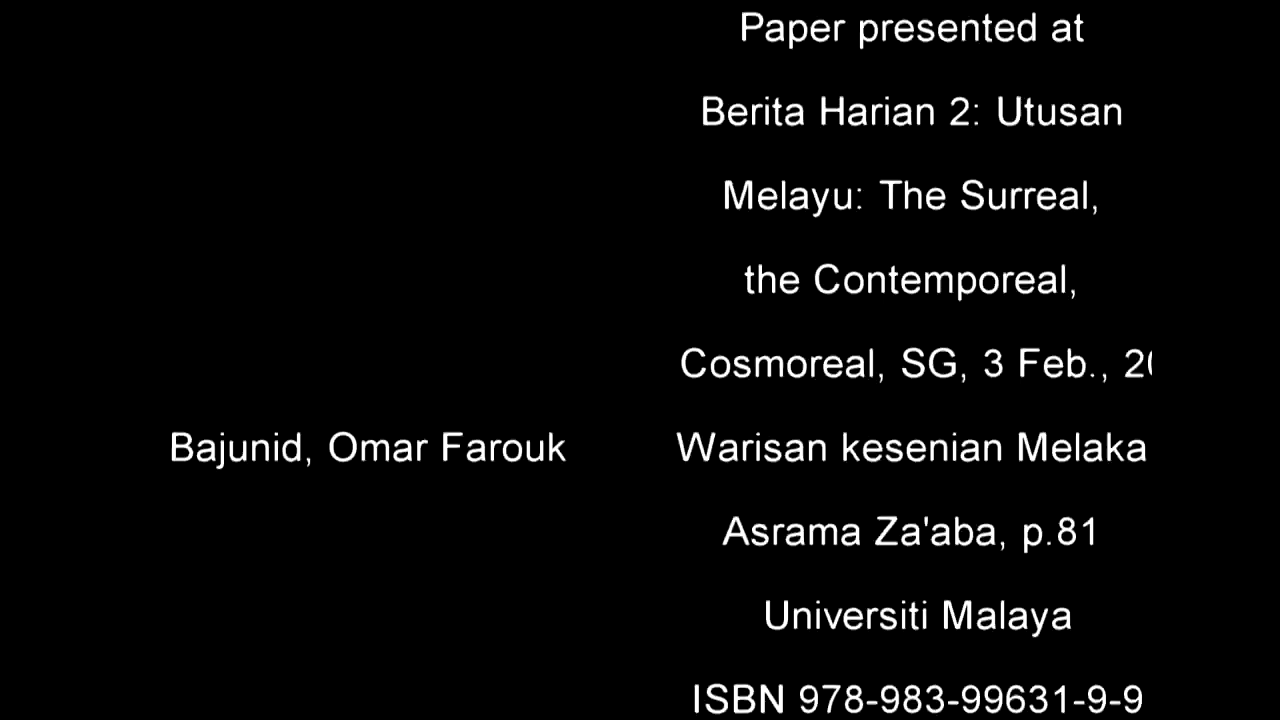 Paper presented at
Berita Harian 2: Utusan
Melayu: The Surreal,
the Contemporeal,
Cosmoreal, SG, 3 Feb.,
Bajunid, Omar Farouk
Warisan kesenian Melaka
Asrama Za'aba, p.81
Universiti Malaya
ISBN 978-983-99631-9-9